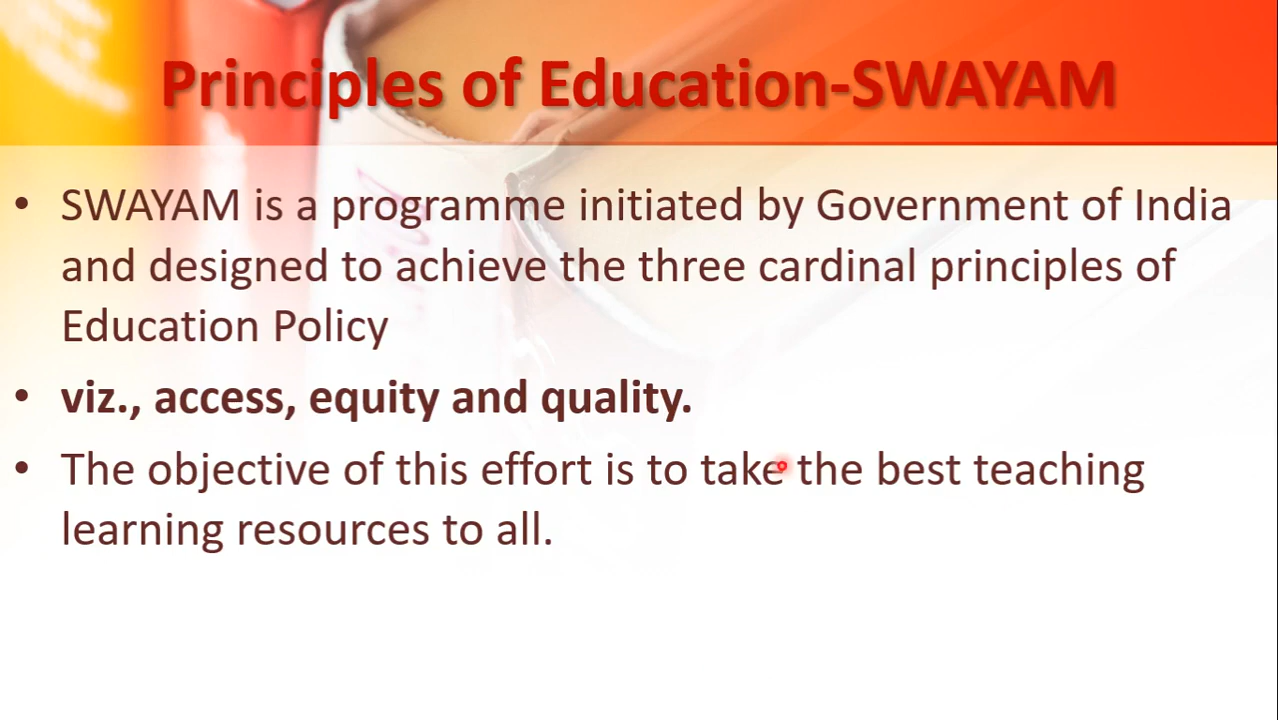 Principles of Education-SWAYAM
• SWAYAM is a programme initiated by Government of India
and designed to achieve the three cardinal principles of
Education Policy
• viz., access, equity and quality.
• The objective of this effort is to take the best teaching
learning resources to all.